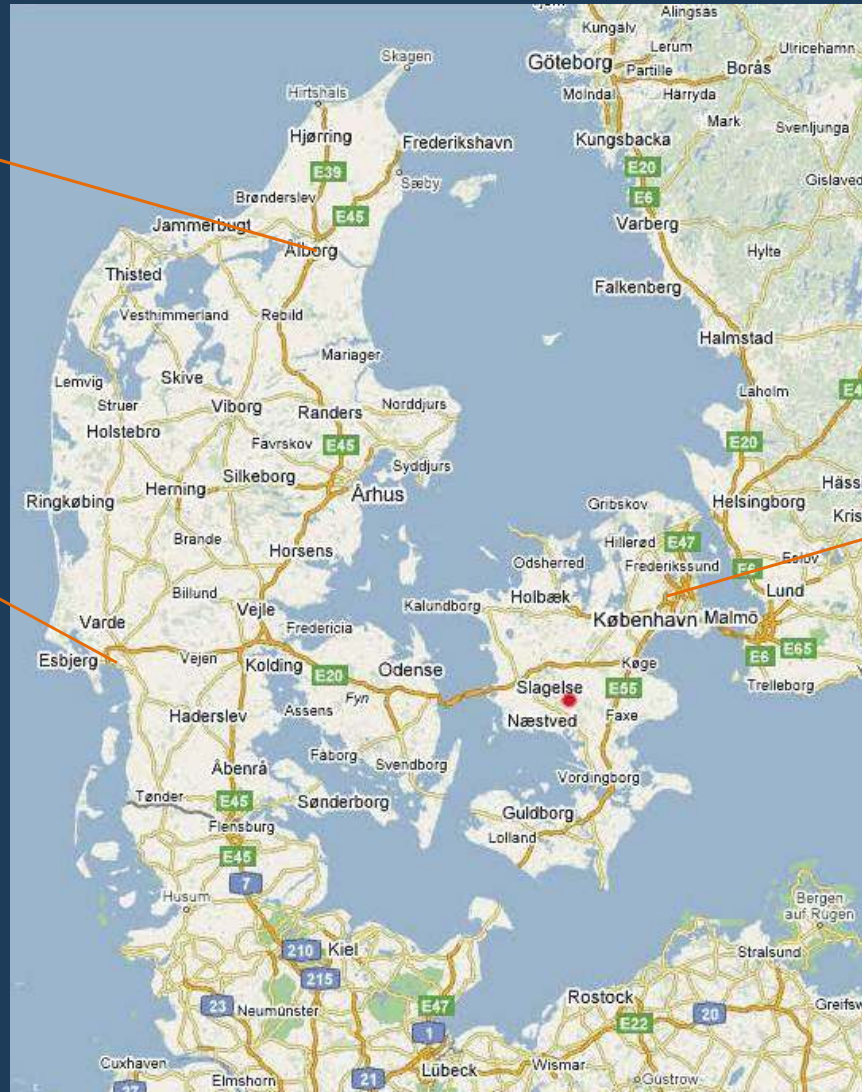 Alingsås
Kungälv
Lerum
Ulricehamn
Göteborg
Partille
Borås
Skagen
Mölndal
Härryda
Hirtshals
Mark
Svenljunga
Hjørring
Frederikshavn
Kungsbacka
E39
Sæby
E20
Gislaved
Brønderslev
E6
E45
Jammerbugt
Varberg
Ålborg
Hylte
Thisted
Falkenberg
Vesthimmerland
Rebild
Halmstad
Mariager
Lemvig
Skive
Laholm
Struer
Viborg
Randers
Norddjurs
Holstebro
E20
Favrskov
E45
Syddjurs
Silkeborg
Århus
Herning
Ringkøbing
Gribskov
Helsingborg
Brande
Hillerød
E47
Horsens
Odsherred
Frederikssund
E6
Billund
Holbæk
Lund
Vejle
Kalundborg
Varde
Fredericia
København
Malmö
Esbjerg
Vejen
Kolding
E20
Odense
Køge
E6
E65
Trelleborg
Fyn
Slagelse
E55
Haderslev
Assens
Næstved
Faxe
Fåborg
Svendborg
Åbenrå
Vordingborg
Tønder
E45
Sønderborg
Guldborg
Flensburg
Lolland
E45
7
Husum
Bergen
auf Rügen
210
Kiel
Stralsund
215
23
Neumünster
E47
Rostock
20
E22
1
Cuxhaven
Lübeck
Wismar
Elmshorn
21
Güstrow
27